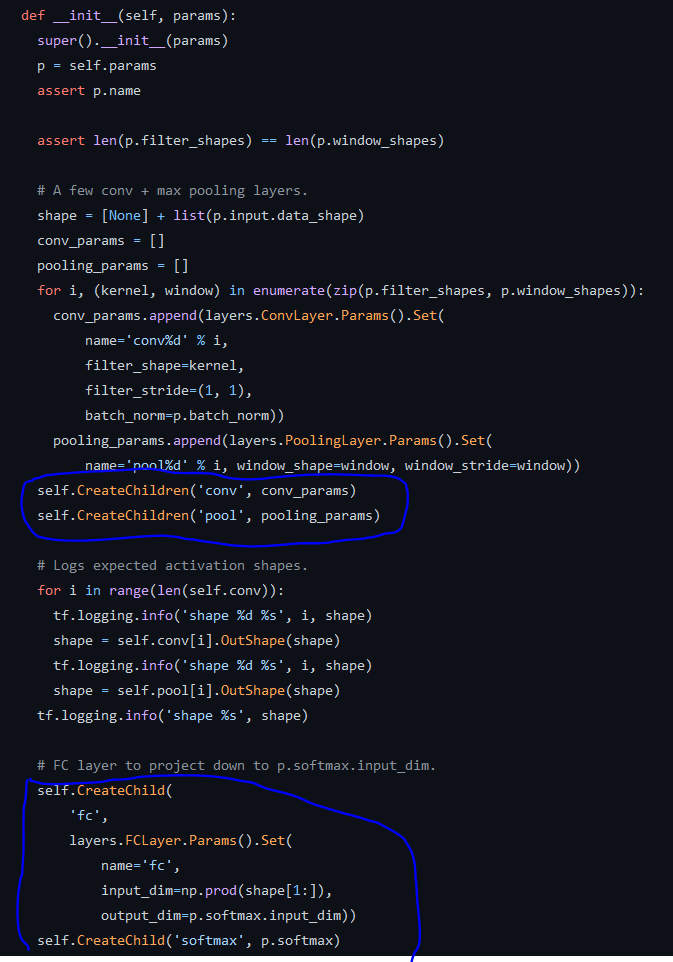 def __init__(self, params):
super().__init__(params)
p = self.params
assert p.name
assert len(p.filter_shapes) == len(p.window_shapes)
# A few conv + max pooling layers.
shape = [None] + list(p.input.data_shape)
conv_params = []
pooling_params = []
for i, (kernel, window) in enumerate(zip(p.filter_shapes, p.window_shapes)):
conv_params.append(layers.ConvLayer.Params().Set(
name='conv%d' % i,
filter_shape=kernel,
filter_stride=(1, 1),
batch_norm=p.batch_norm))
pooling_params.append(layers.PoolingLayer.Params().Set(
name='pool%d' % i, window_shape=window, window_stride=window))
self.CreateChildren('conv', conv_params)
self.CreateChildren('pool', pooling_params)
# Logs expected activation shapes.
for i in range(len(self.conv)):
tf.logging.info('shape %d %s', i, shape)
shape = self.conv[i].OutShape(shape)
tf.logging.info('shape %d %s', i, shape)
shape = self.pool[i].OutShape(shape)
tf.logging.info('shape %s', shape)
# FC layer to project down to p.softmax.input_dim.
self.CreateChild(
'fc',
layers.FCLayer.Params().Set(
name='fc',
input_dim=np.prod(shape[1:]),
output_dim=p.softmax.input_dim))
self.CreateChild('softmax', p.softmax)